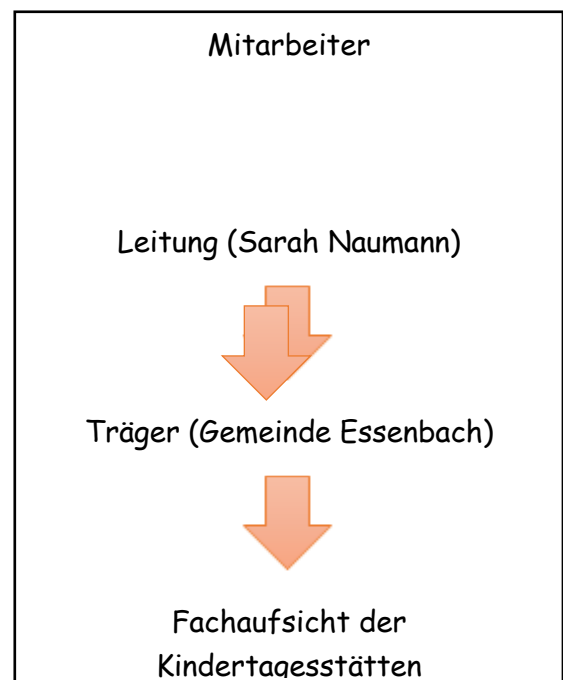 Mitarbeiter
Leitung (Sarah Naumann)
Träger (Gemeinde Essenbach)
Fachaufsicht der
Kindertagesstätten